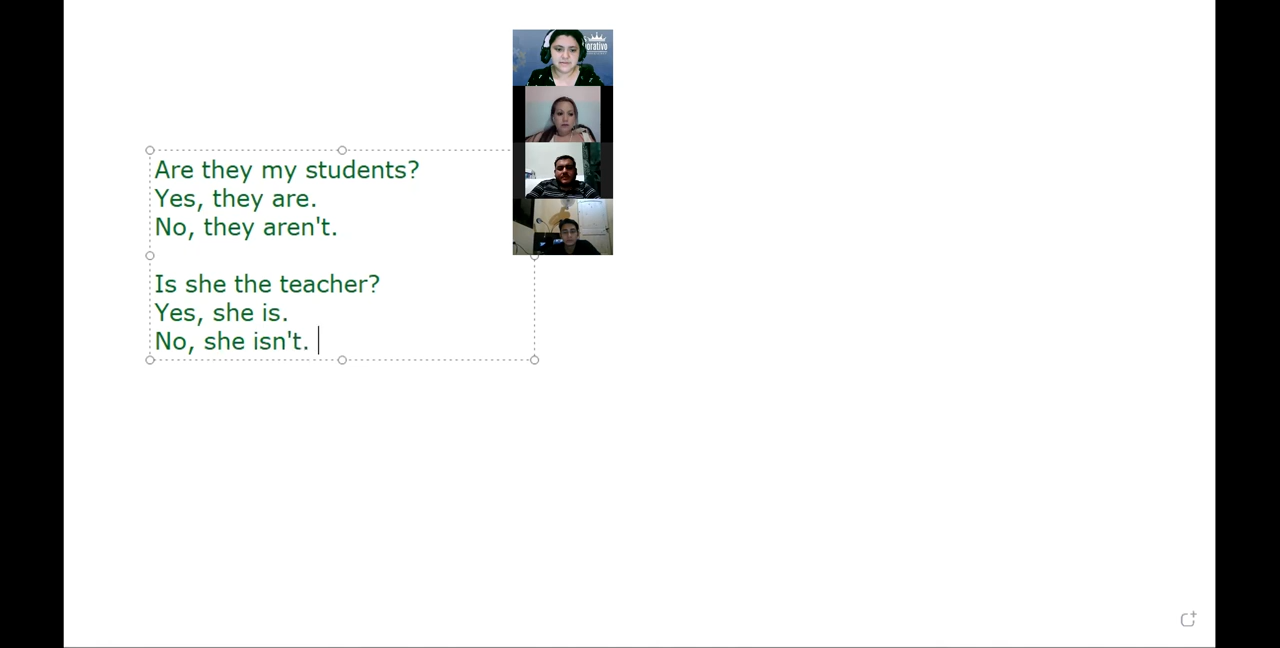 orativo
Are they my students?
Yes, they are.
No, they aren't.
Is she the teacher?
Yes, she is.
No, she isn't.